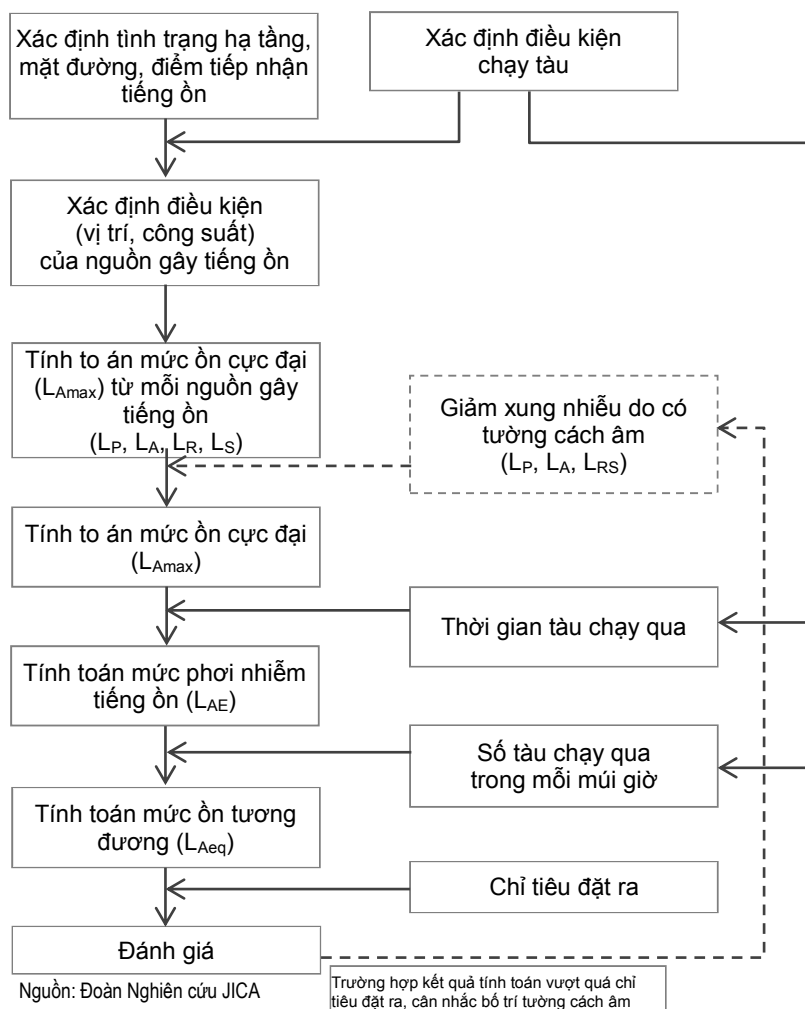 Xác định tình trạng hạ tầng,
mặt đường, điểm tiếp nhận
tiếng ồn
Xác định điều kiện
chạy tàu
Xác định điều kiện
(vị trí, công suất)
của nguồn gây tiếng ồn
Tính to án mức ồn cực đại
(LAmax) từ mỗi nguồn gây
tiếng ồn
(LP, LA, LR, LS)
Giảm xung nhiễu do có
tường cách âm
(LP, LA, LRS)
Tính to án mức ồn cực đại
(LAmax)
Thời gian tàu chạy qua
Tính toán mức phơi nhiễm
tiếng ồn (LAE)
Số tàu chạy qua
trong mỗi múi giờ
Tính toán mức ồn tương
đương (LAeq)
Chỉ tiêu đặt ra
Đánh giá
Nguồn: Đoàn Nghiên cứu JICA
Trường hợp kết quả tính toán vượt quá chỉ
tiêu đặt ra, cân nhắc bố trí tường cách âm